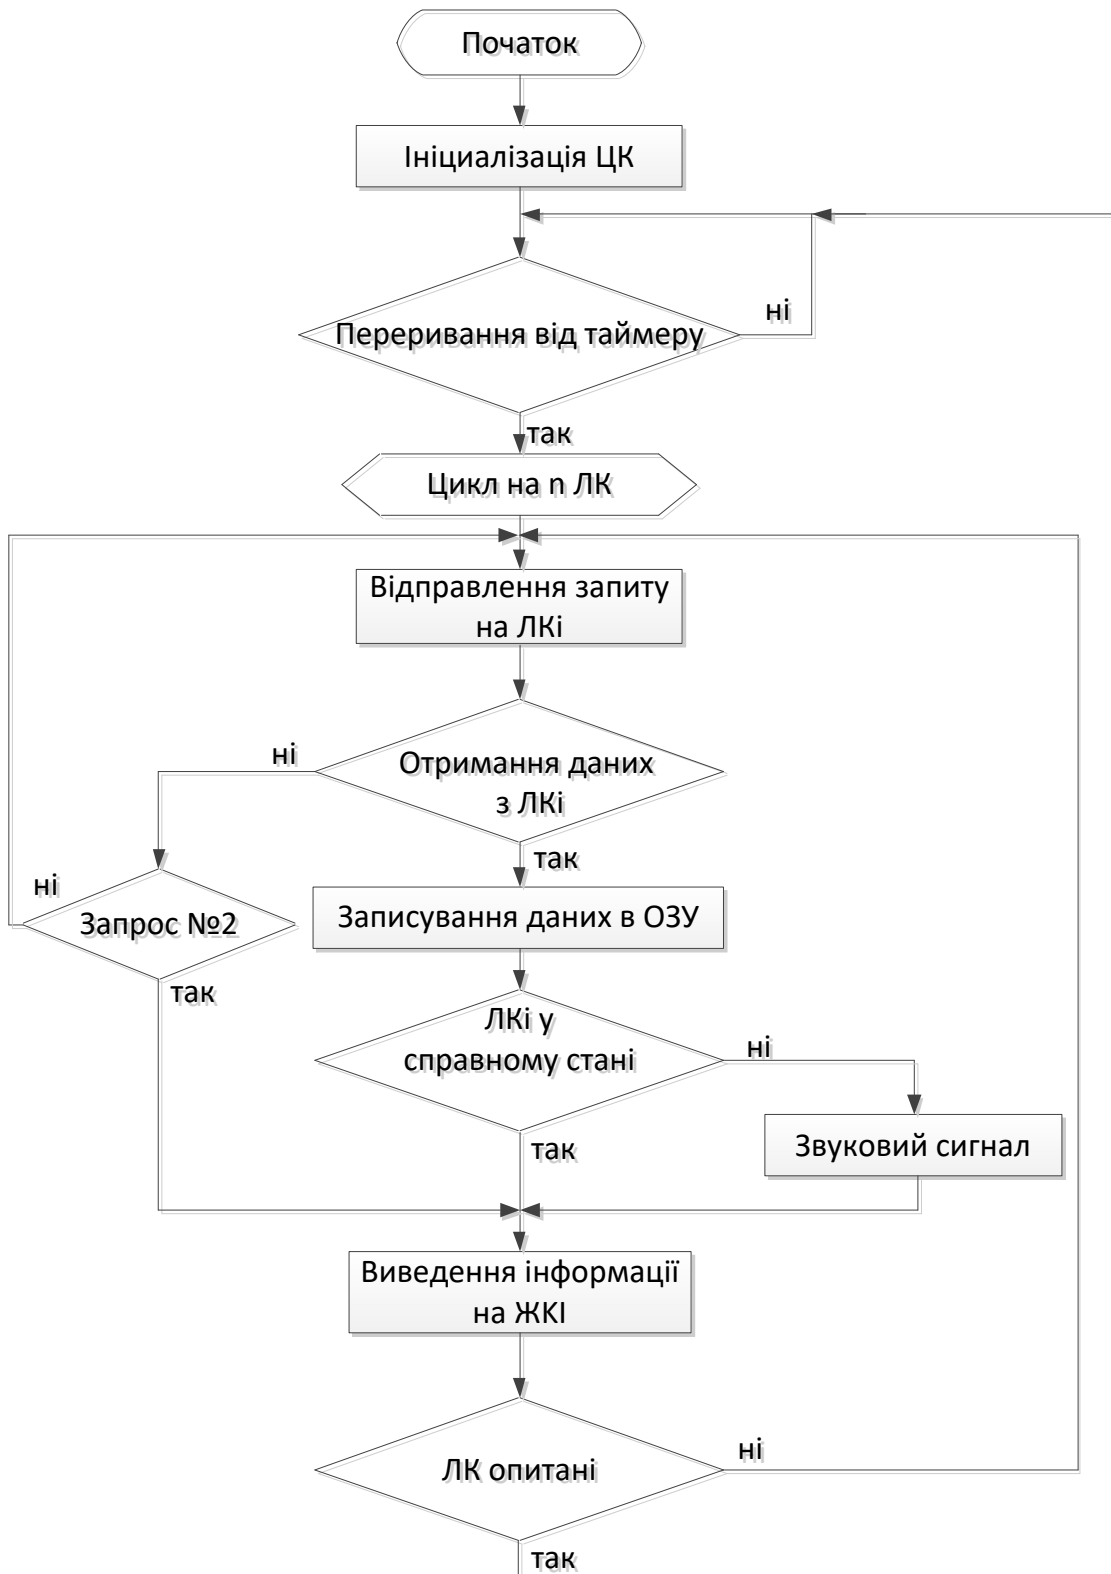 Початок
Ініциалізація ЦК
Переривання від таймеру
ні
так
Цикл на n ЛК
Відправлення запиту
на ЛКі
ні
Отримання даних
з ЛКі
так
ні
Запрос №2
так
Записування даних в ОЗУ
ЛКі у
справному стані
ні
так
Звуковий сигнал
Виведення інформації
на ЖКІ
ЛК опитані
ні
так